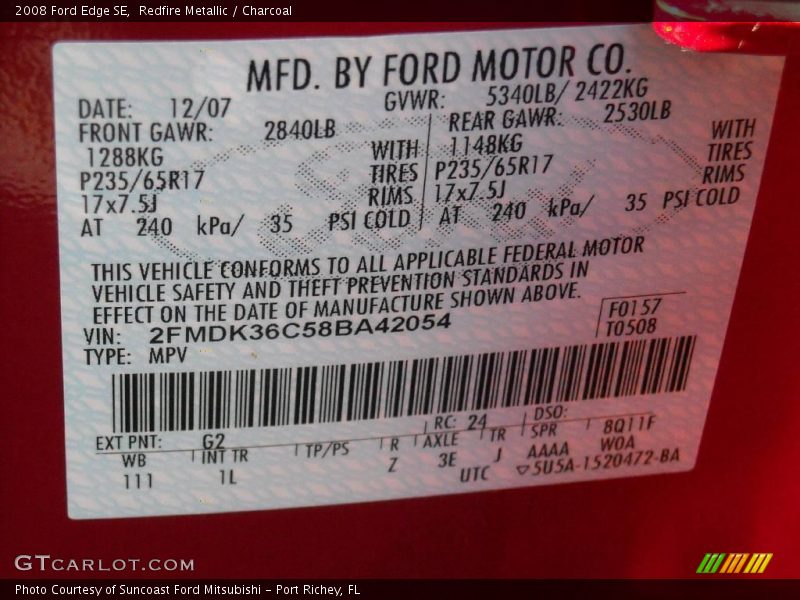 2008 Ford Edge SE,  Redfire Metallic / Charcoal
MFD. BY FORD MOTOR CO.
DATE: 12/07 GVWR: 5340LB/ 2422KG
FRONT GAWR: 2840LB REAR GAWR: 2530LB
1288KG WITH 1148KG WITH
P235/65R17 TIRES P235/65R17 TIRES
17x7.5J RIMS 17x7.5J RIMS
AT 240 kPa/ 35 PSI COLD AT 240 kPa/ 35 PSI COLD
THIS VEHICLE CONFORMS TO ALL APPLICABLE FEDERAL MOTOR
VEHICLE SAFETY AND THEFT PREVENTION STANDARDS IN
EFFECT ON THE DATE OF MANUFACTURE SHOWN ABOVE.
VIN: 2FMDK36C58BA42054 F0157
TYPE: MPV T0508
EXT PNT: G2 RC: 24 DSO:
WB INT TR TP/PS R AXLE TR SPR 8Q11F
111 1L Z 3E J AAAA W0A
UTC ▽5U5A-1520472-BA
GTCARLOT.COM
Photo Courtesy of Suncoast Ford Mitsubishi – Port Richey, FL